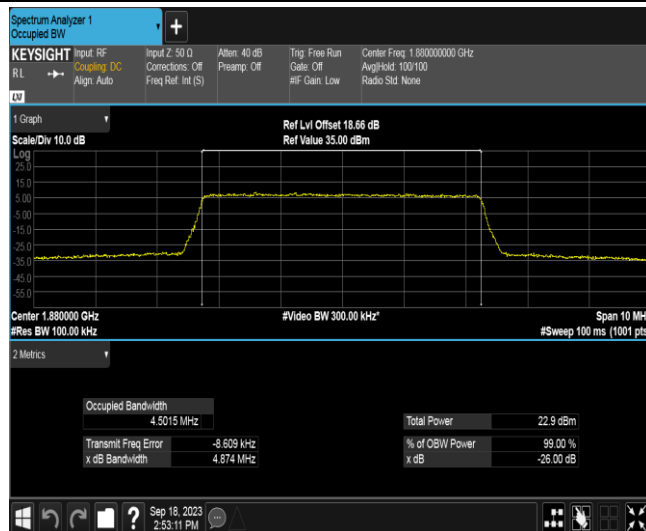 Spectrum Analyzer 1
Occupied BW
+
KEYSIGHT
RL
Input: RF
Coupling: DC
Align: Auto
Input Z: 50 Ω
Corrections: Off
Freq Ref: Int (S)
Atten: 40 dB
Preamp: Off
Trig: Free Run
Gate: Off
#IF Gain: Low
Center Freq: 1.880000000 GHz
Avg|Hold: 100/100
Radio Std: None
1 Graph
Scale/Div 10.0 dB
Ref Lvl Offset 18.66 dB
Ref Value 35.00 dBm
Log
25.0
15.0
5.00
-5.00
-15.0
-25.0
-35.0
-45.0
-55.0
Center 1.880000 GHz
#Res BW 100.00 kHz
#Video BW 300.00 kHz*
Span 10 MH
#Sweep 100 ms (1001 pts
2 Metrics
Occupied Bandwidth
4.5015 MHz
Transmit Freq Error -8.609 kHz
x dB Bandwidth 4.874 MHz
Total Power 22.9 dBm
% of OBW Power 99.00 %
x dB -26.00 dB
?
Sep 18, 2023
2:53:11 PM